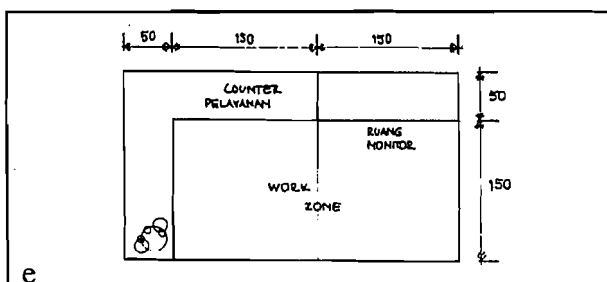 50 150 150
COUNTER
PELAYANAN
50
RUANG
MONITOR
150
WORK
ZONE
e